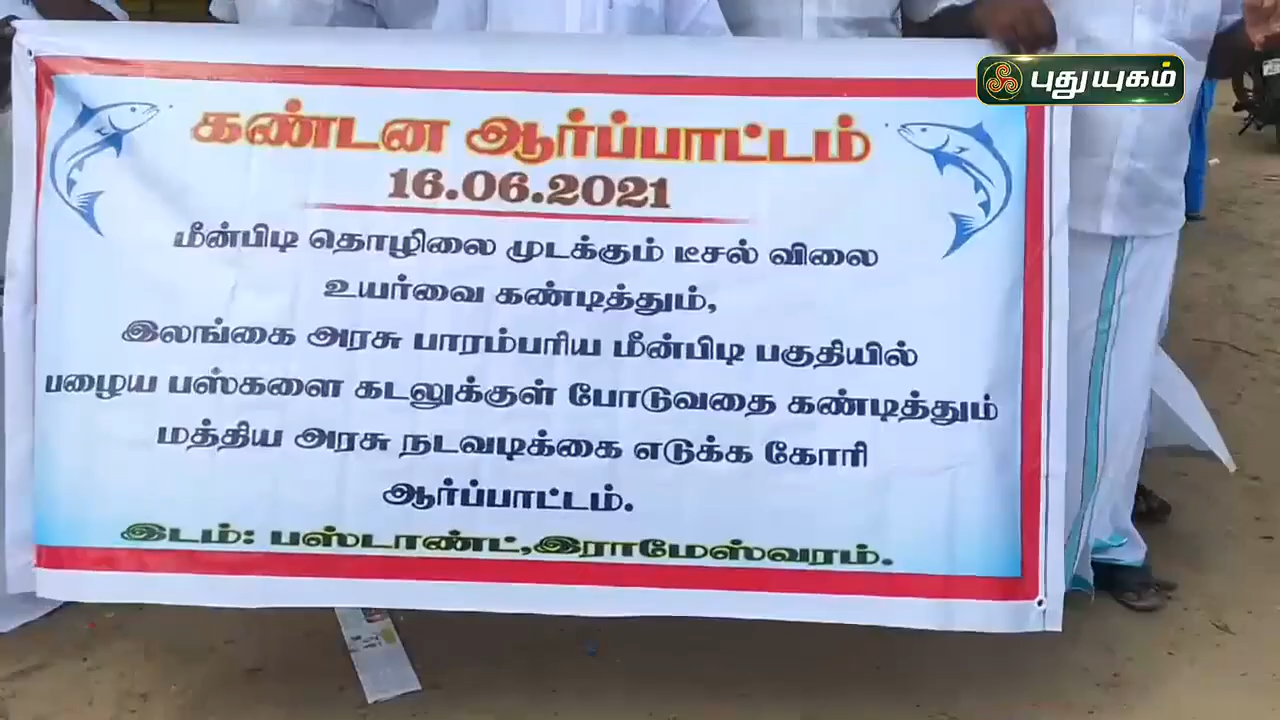 புதுயுகம்
கண்டன ஆர்ப்பாட்டம்
16.06.2021
மீன்பிடி தொழிலை முடக்கும் டீசல் விலை
உயர்வை கண்டித்தும்,
இலங்கை அரசு பாரம்பரிய மீன்பிடி பகுதியில்
பழைய பஸ்களை கடலுக்குள் போடுவதை கண்டித்தும்
மத்திய அரசு நடவடிக்கை எடுக்க கோரி
ஆர்ப்பாட்டம்.
இடம்: பஸ்டாண்ட்,இராமேஸ்வரம்.